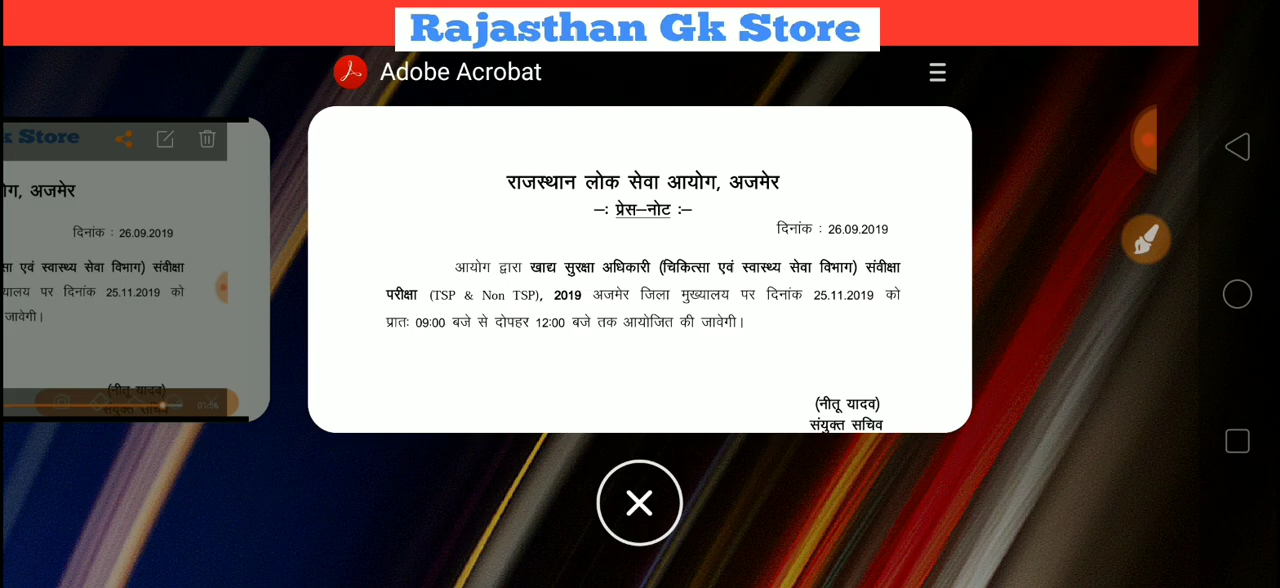 Rajasthan Gk Store
Adobe Acrobat
k Store
राजस्थान लोक सेवा आयोग, अजमेर
–: प्रेस–नोट :–
दिनांक : 26.09.2019
आयोग द्वारा खाद्य सुरक्षा अधिकारी (चिकित्सा एवं स्वास्थ्य सेवा विभाग) संवीक्षा
परीक्षा (TSP & Non TSP), 2019 अजमेर जिला मुख्यालय पर दिनांक 25.11.2019 को
प्रातः 09:00 बजे से दोपहर 12:00 बजे तक आयोजित की जावेगी।
(नीतू यादव)
संयुक्त सचिव
ोग, अजमेर
दिनांक : 26.09.2019
सा एवं स्वास्थ्य सेवा विभाग) संवीक्षा
यालय पर दिनांक 25.11.2019 को
जावेगी।
(नीतू यादव)
संयुक्त सचिव